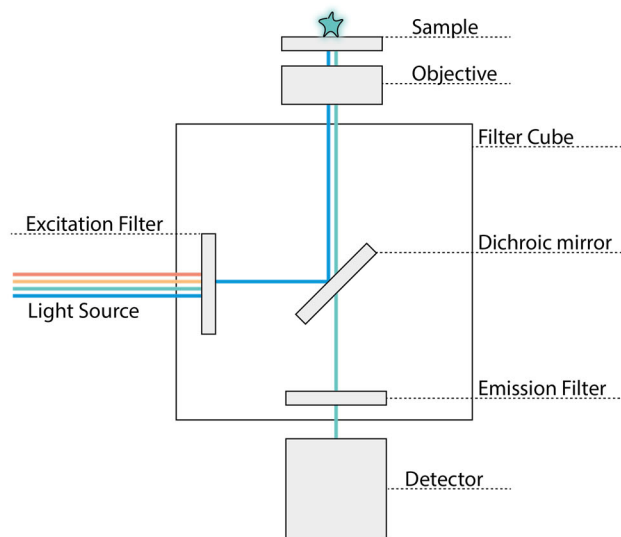 Sample
Objective
Filter Cube
Excitation Filter
Dichroic mirror
Light Source
Emission Filter
Detector